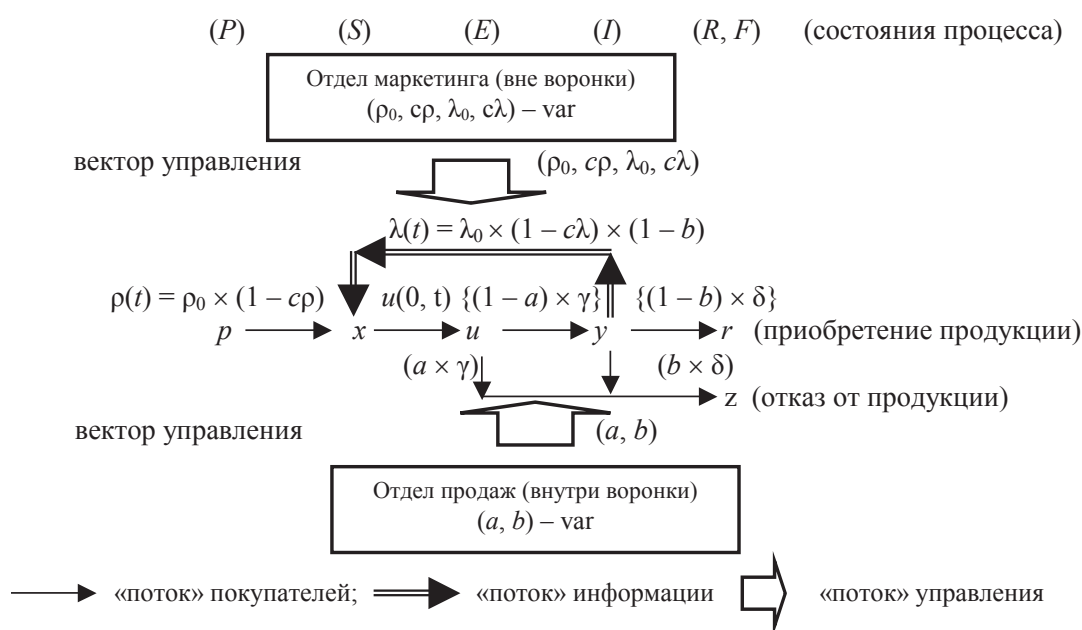 (P) (S) (E) (I) (R, F) (состояния процесса)
Отдел маркетинга (вне воронки)
(ρ₀, cρ, λ₀, cλ) – var
вектор управления (ρ₀, cρ, λ₀, cλ)
λ(t) = λ₀ × (1 – cλ) × (1 – b)
ρ(t) = ρ₀ × (1 – cρ) u(0, t) {(1 – a) × γ} {(1 – b) × δ}
p x u y r (приобретение продукции)
(a × γ) (b × δ)
z (отказ от продукции)
вектор управления (a, b)
Отдел продаж (внутри воронки)
(a, b) – var
«поток» покупателей; «поток» информации «поток» управления